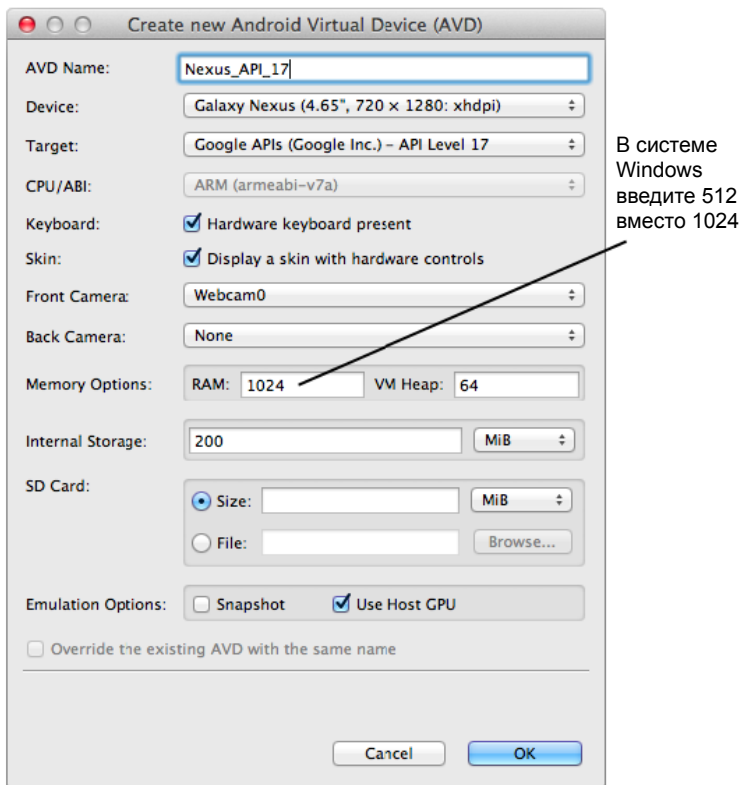 Create new Android Virtual Device (AVD)
AVD Name: Nexus_API_17
Device: Galaxy Nexus (4.65", 720 × 1280: xhdpi)
Target: Google APIs (Google Inc.) – API Level 17
CPU/ABI: ARM (armeabi-v7a)
Keyboard: Hardware keyboard present
Skin: Display a skin with hardware controls
Front Camera: Webcam0
Back Camera: None
Memory Options: RAM: 1024 VM Heap: 64
Internal Storage: 200 MiB
SD Card:
Size: MiB
File: Browse...
Emulation Options: Snapshot Use Host GPU
Override the existing AVD with the same name
Cancel OK
В системе
Windows
введите 512
вместо 1024